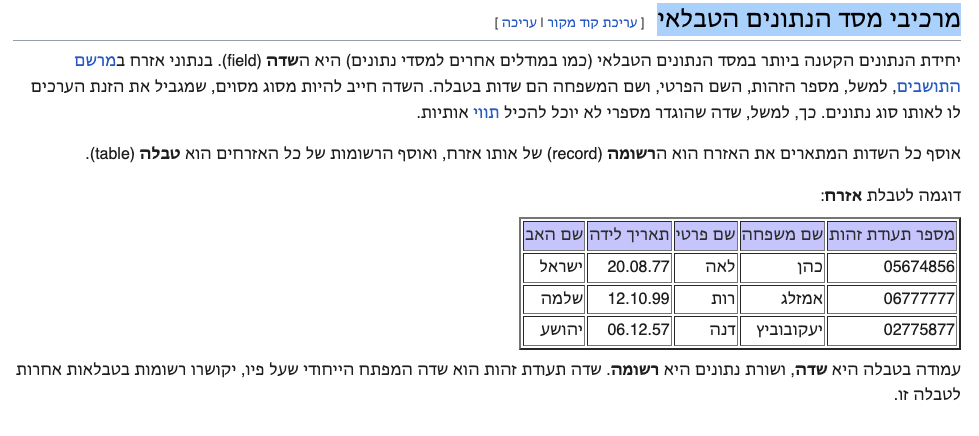 מרכיבי מסד הנתונים הטבלאי [ עריכת קוד מקור | עריכה ]
יחידת הנתונים הקטנה ביותר במסד הנתונים הטבלאי (כמו במודלים אחרים למסדי נתונים) היא השדה (field). בנתוני אזרח במרשם
התושבים, למשל, מספר הזהות, השם הפרטי, ושם המשפחה הם שדות בטבלה. השדה חייב להיות מסוג מסוים, שמגביל את הזנת הערכים
לו לאותו סוג נתונים. כך, למשל, שדה שהוגדר מספרי לא יוכל להכיל תווי אותיות.
אוסף כל השדות המתארים את האזרח הוא הרשומה (record) של אותו אזרח, ואוסף הרשומות של כל האזרחים הוא טבלה (table).
דוגמה לטבלת אזרח:
מספר תעודת זהות שם משפחה שם פרטי תאריך לידה שם האב
05674856 כהן לאה 20.08.77 ישראל
06777777 אמזלג רות 12.10.99 שלמה
02775877 יעקובוביץ דנה 06.12.57 יהושע
עמודה בטבלה היא שדה, ושורת נתונים היא רשומה. שדה תעודת זהות הוא שדה המפתח הייחודי שעל פיו, יקושרו רשומות בטבלאות אחרות
לטבלה זו.